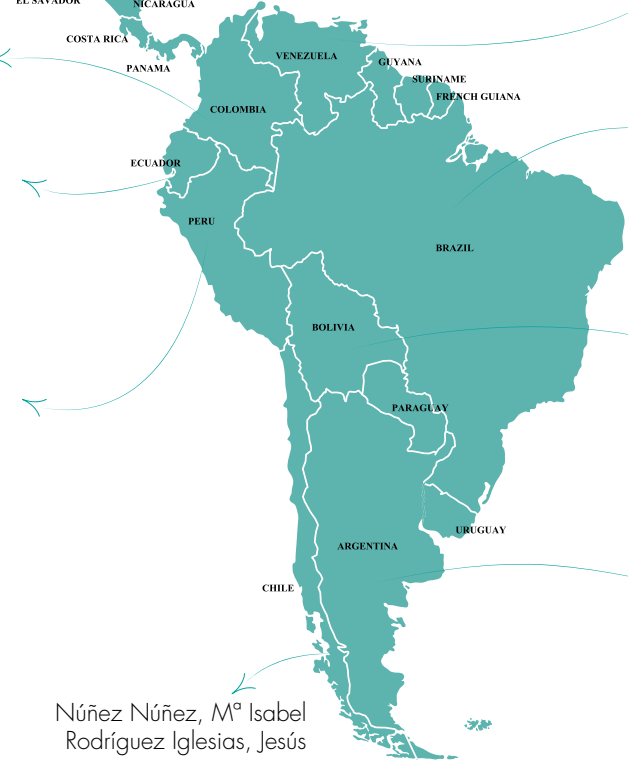 EL SAVADOR
NICARAGUA
COSTA RICA
PANAMA
VENEZUELA
GUYANA
SURINAME
FRENCH GUIANA
COLOMBIA
ECUADOR
PERU
BRAZIL
BOLIVIA
PARAGUAY
URUGUAY
ARGENTINA
CHILE
Núñez Núñez, Mª Isabel
Rodríguez Iglesias, Jesús